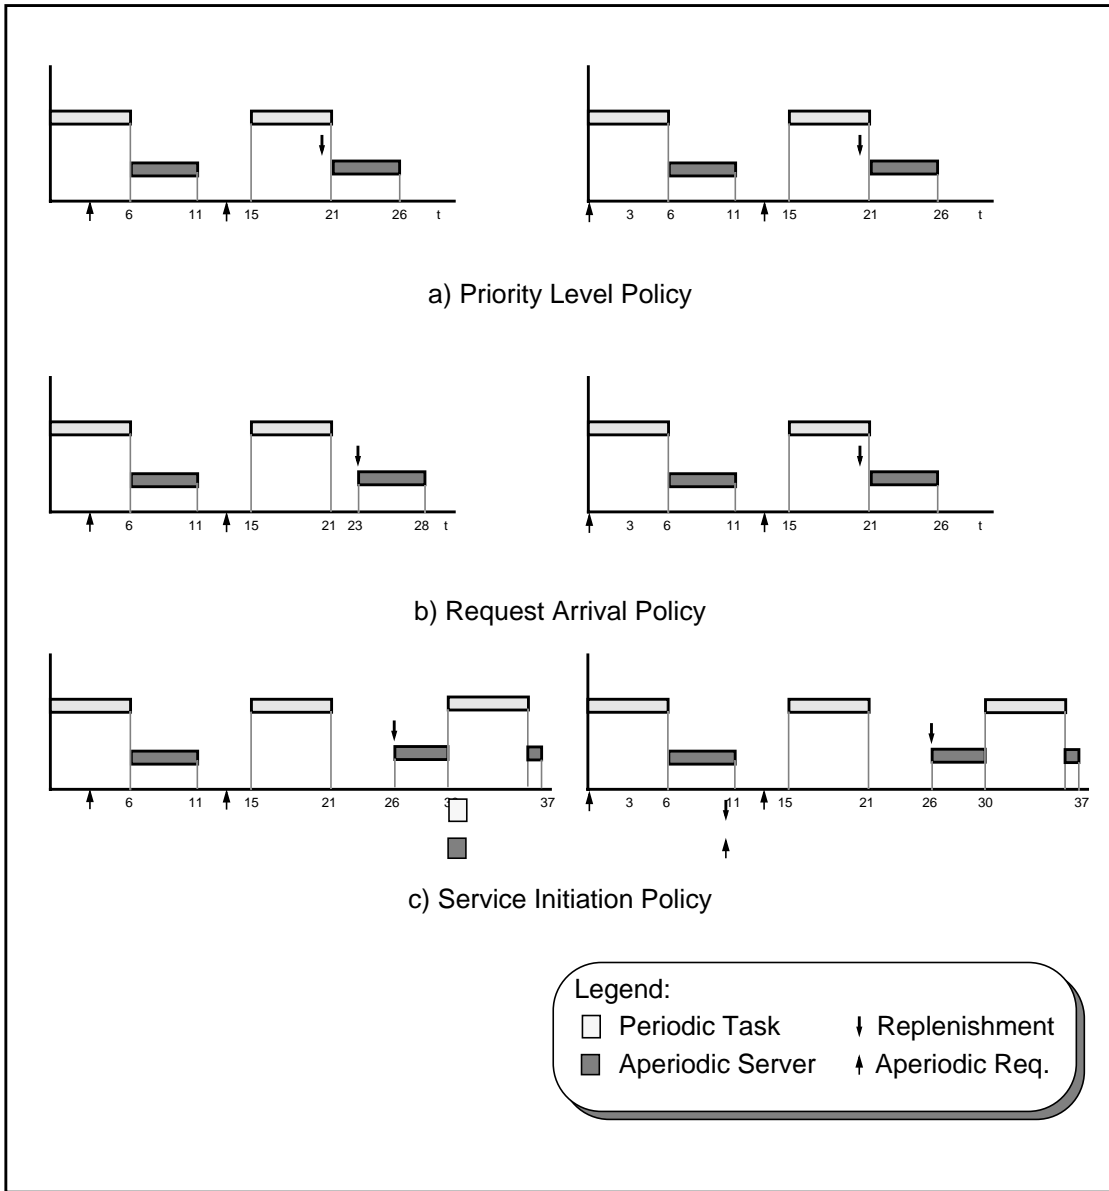 6 11 15 21 26 t
3 6 11 15 21 26 t
a) Priority Level Policy
6 11 15 21 23 28 t
3 6 11 15 21 26 t
b) Request Arrival Policy
6 11 15 21 26 37
3 6 11 15 21 26 30 37
c) Service Initiation Policy
Legend:
Periodic Task Replenishment
Aperiodic Server Aperiodic Req.